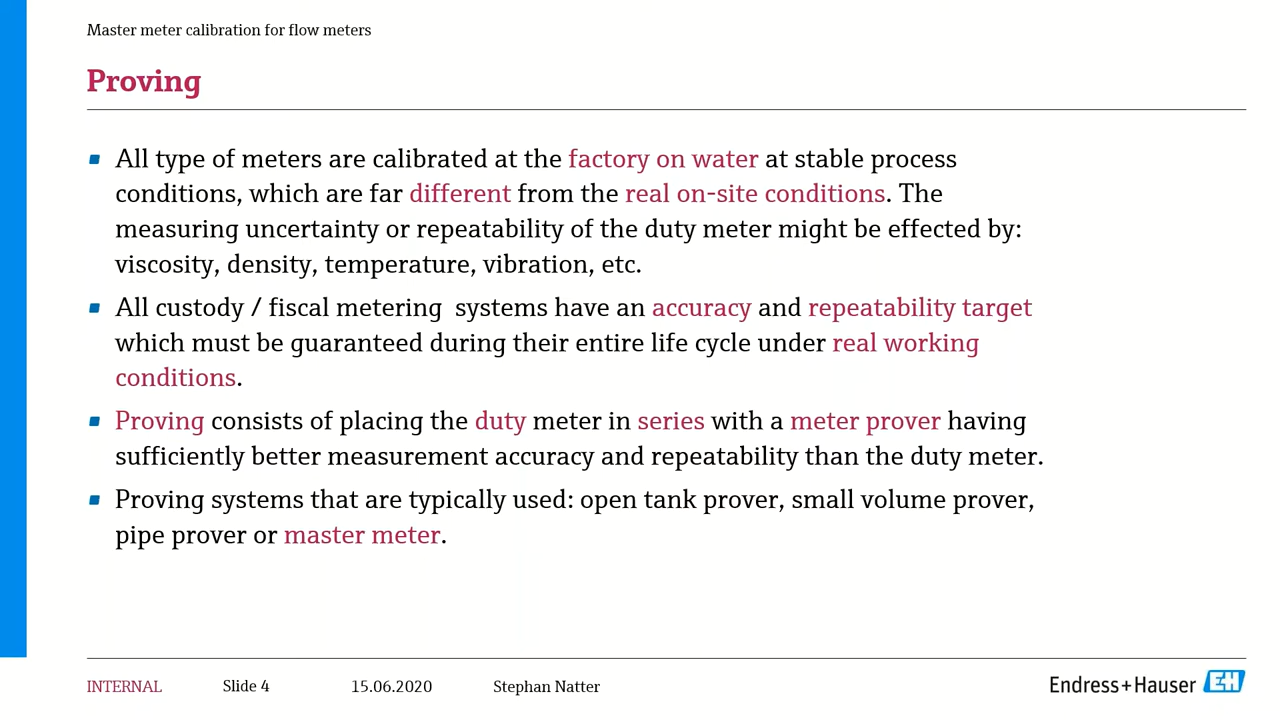 Master meter calibration for flow meters
Proving
All type of meters are calibrated at the factory on water at stable process
conditions, which are far different from the real on-site conditions. The
measuring uncertainty or repeatability of the duty meter might be effected by:
viscosity, density, temperature, vibration, etc.
All custody / fiscal metering  systems have an accuracy and repeatability target
which must be guaranteed during their entire life cycle under real working
conditions.
Proving consists of placing the duty meter in series with a meter prover having
sufficiently better measurement accuracy and repeatability than the duty meter.
Proving systems that are typically used: open tank prover, small volume prover,
pipe prover or master meter.
INTERNAL Slide 4 15.06.2020 Stephan Natter Endress+Hauser EH